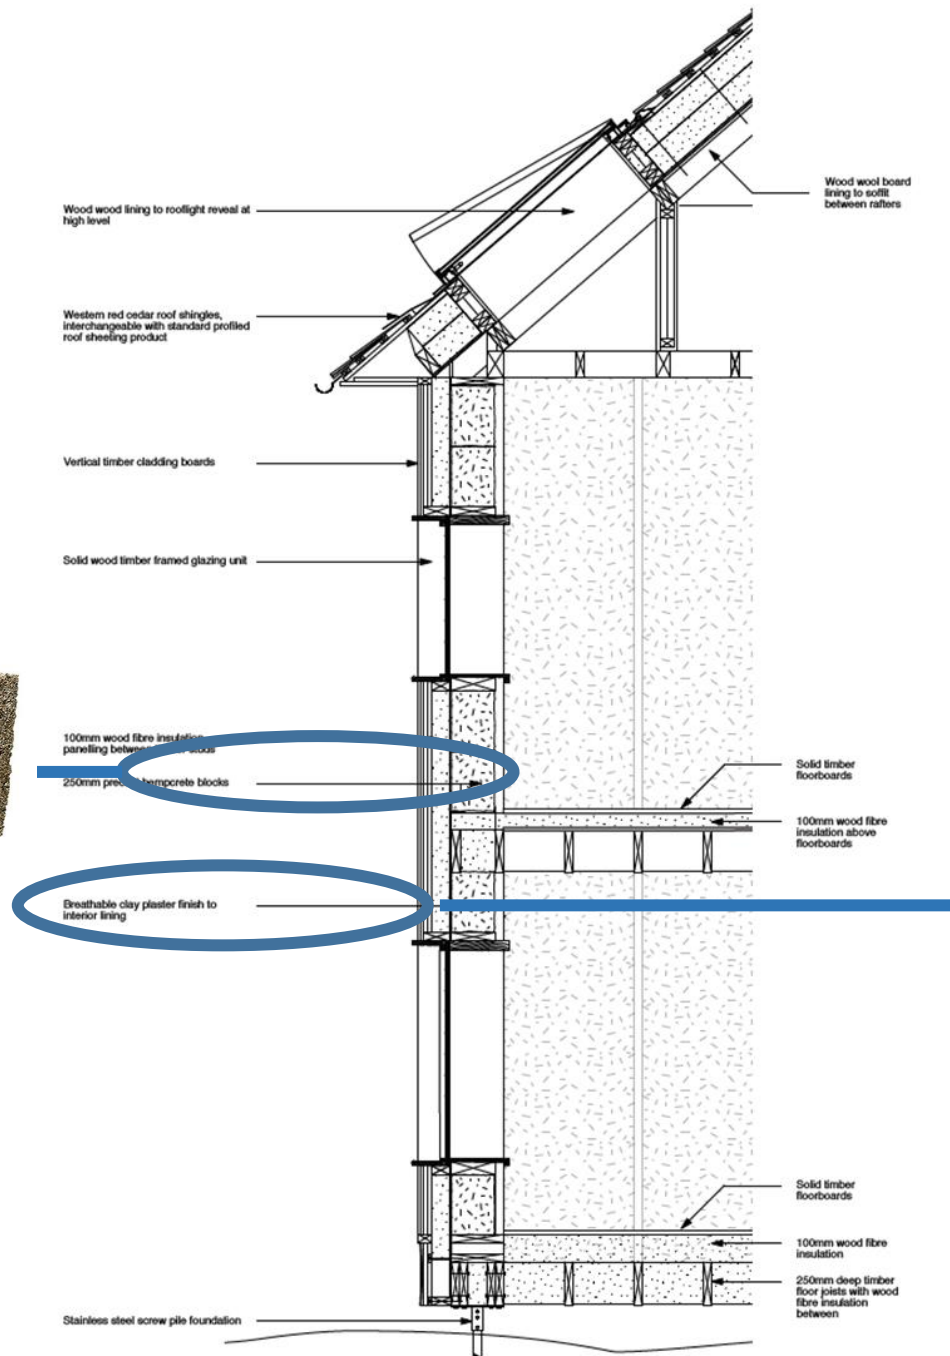 Wood wool board
lining to soffit
between rafters
Wood wood lining to rooflight reveal at
high level
Western red cedar roof shingles,
interchangeable with standard profiled
roof sheeting product
Vertical timber cladding boards
Solid wood timber framed glazing unit
100mm wood fibre insulation
panelling between studs
250mm hempcrete blocks
Solid timber
floorboards
100mm wood fibre
insulation above
floorboards
Breathable clay plaster finish to
interior lining
Solid timber
floorboards
100mm wood fibre
insulation
250mm deep timber
floor joists with wood
fibre insulation
between
Stainless steel screw pile foundation